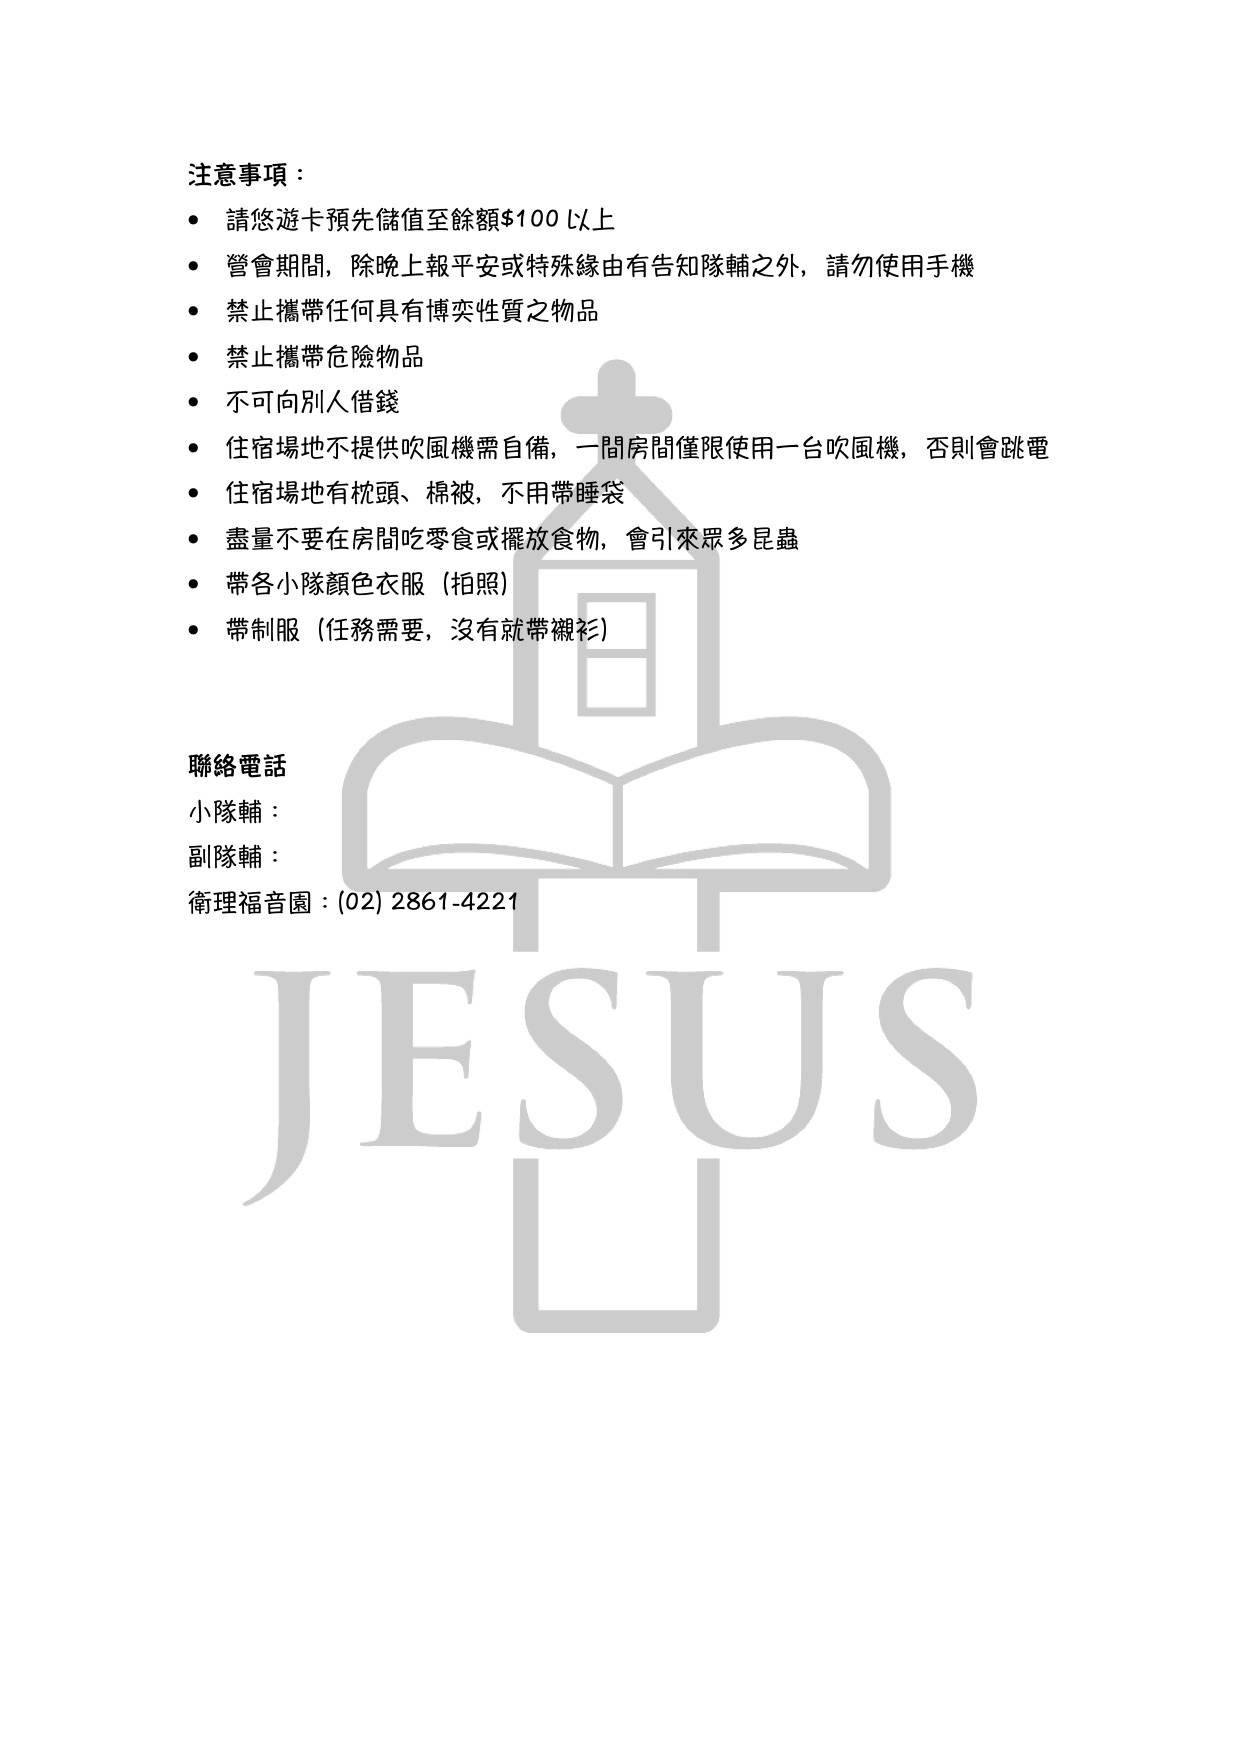 注意事項：
• 請悠遊卡預先儲值至餘額$100 以上
• 營會期間，除晚上報平安或特殊緣由有告知隊輔之外，請勿使用手機
• 禁止攜帶任何具有博奕性質之物品
• 禁止攜帶危險物品
• 不可向別人借錢
• 住宿場地不提供吹風機需自備，一間房間僅限使用一台吹風機，否則會跳電
• 住宿場地有枕頭、棉被，不用帶睡袋
• 盡量不要在房間吃零食或擺放食物，會引來眾多昆蟲
• 帶各小隊顏色衣服（拍照）
• 帶制服（任務需要，沒有就帶襯衫）
聯絡電話
小隊輔：
副隊輔：
衛理福音園：(02) 2861-4221
JESUS